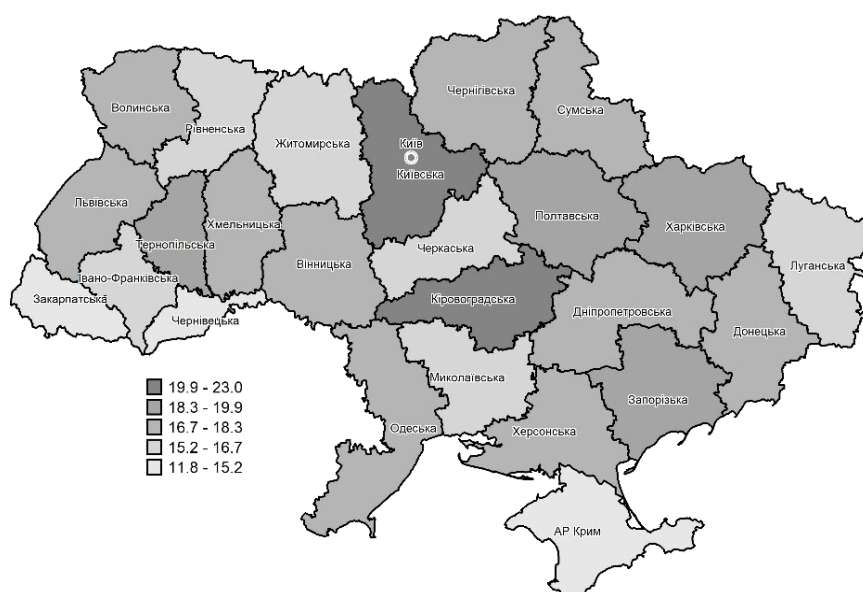 Волинська
Рівненська
Житомирська
Київ
Київська
Чернігівська
Сумська
Львівська
Тернопільська
Хмельницька
Вінницька
Черкаська
Полтавська
Харківська
Луганська
Івано-Франківська
Закарпатська
Чернівецька
Кіровоградська
Дніпропетровська
Донецька
Миколаївська
Запорізька
Одеська
Херсонська
АР Крим
19.9 - 23.0
18.3 - 19.9
16.7 - 18.3
15.2 - 16.7
11.8 - 15.2